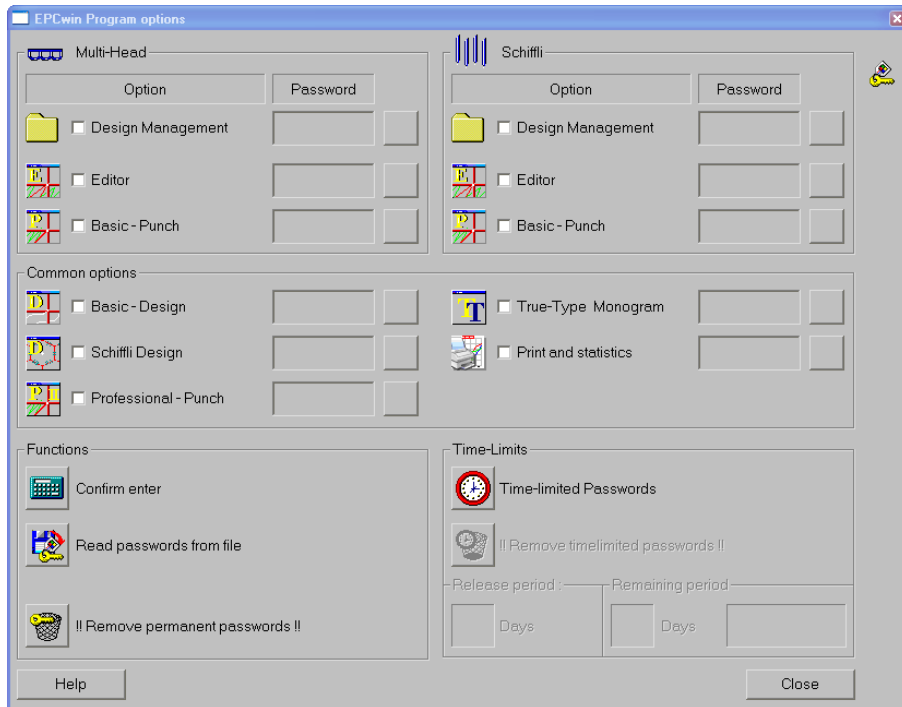 EPCwin Program options
Multi-Head
Option Password
Design Management
Editor
Basic - Punch
Schiffli
Option Password
Design Management
Editor
Basic - Punch
Common options
Basic - Design
Schiffli Design
Professional - Punch
True-Type Monogram
Print and statistics
Functions
Confirm enter
Read passwords from file
!! Remove permanent passwords !!
Time-Limits
Time-limited Passwords
!! Remove timelimited passwords !!
Release period :
Days
Remaining period
Days
Help
Close